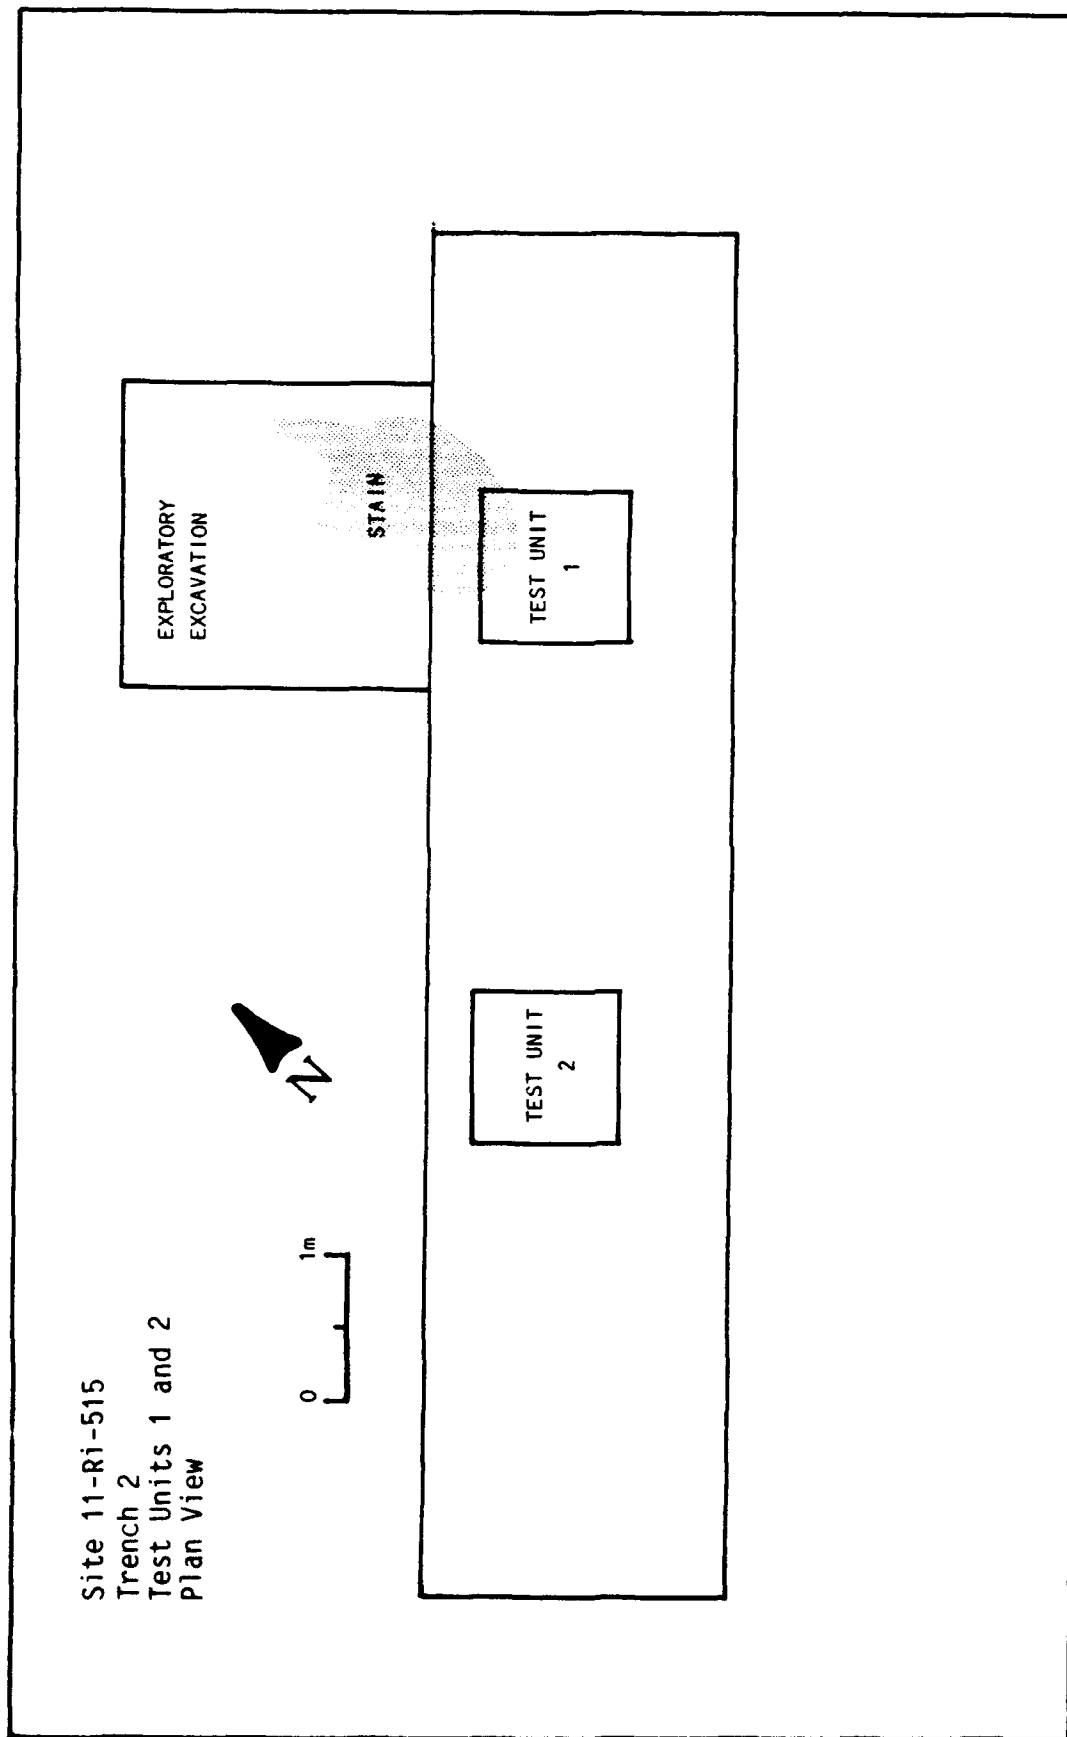 Site 11-Ri-515
Trench 2
Test Units 1 and 2
Plan View
0 1m
N
EXPLORATORY
EXCAVATION
STAIN
TEST UNIT
2
TEST UNIT
1